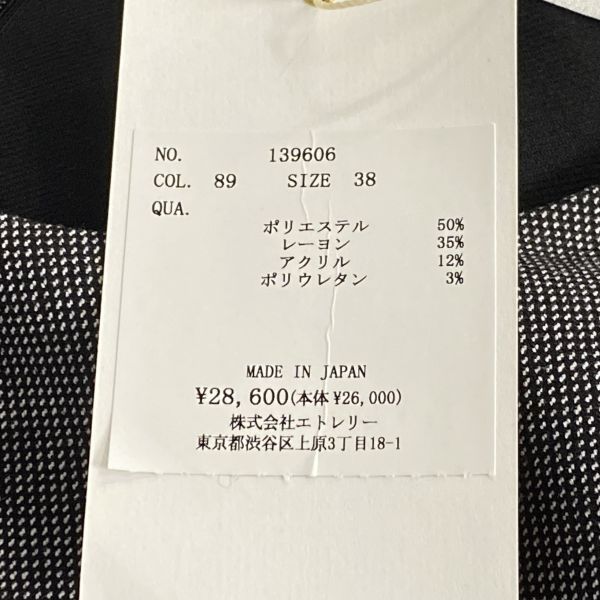 NO. 139606
COL. 89 SIZE 38
QUA.
ポリエステル 50%
レーヨン 35%
アクリル 12%
ポリウレタン 3%
MADE IN JAPAN
¥28,600(本体¥26,000)
株式会社エトレリー
東京都渋谷区上原3丁目18-1